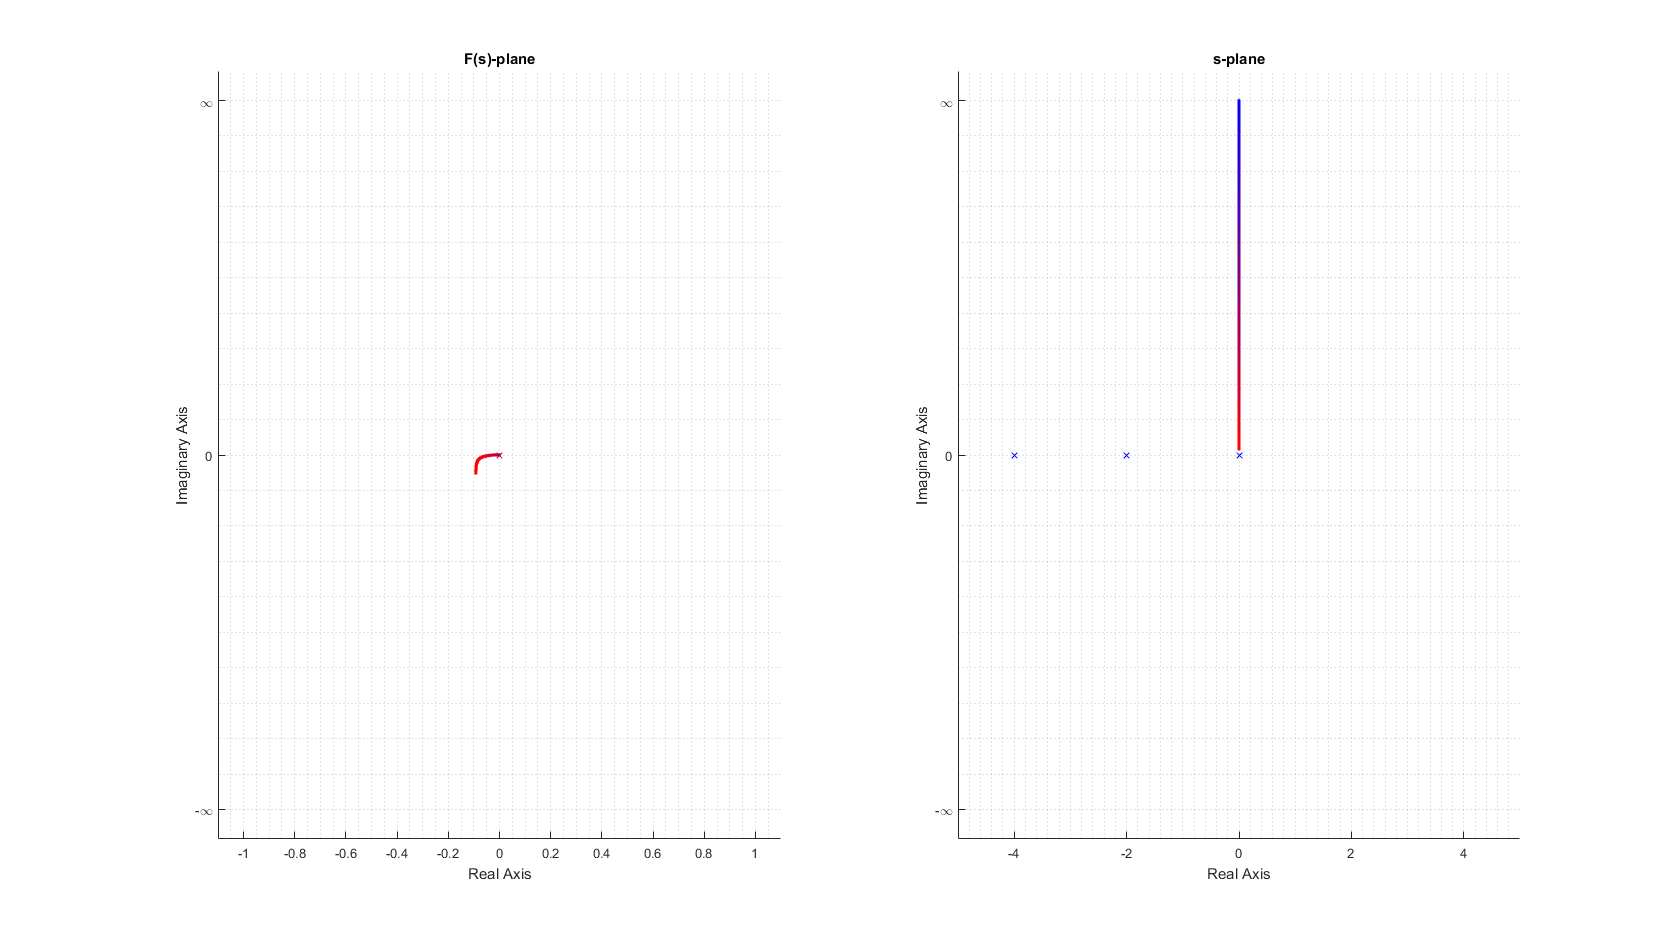 F(s)-plane
∞
0
-∞
Imaginary Axis
-1 -0.8 -0.6 -0.4 -0.2 0 0.2 0.4 0.6 0.8 1
Real Axis
s-plane
∞
0
-∞
Imaginary Axis
-4 -2 0 2 4
Real Axis